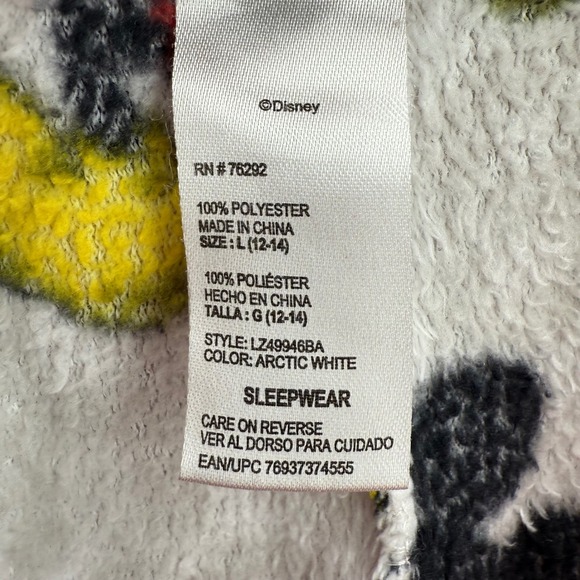 ©Disney
RN # 76292
100% POLYESTER
MADE IN CHINA
SIZE : L (12-14)
100% POLIÉSTER
HECHO EN CHINA
TALLA : G (12-14)
STYLE: LZ49946BA
COLOR: ARCTIC WHITE
SLEEPWEAR
CARE ON REVERSE
VER AL DORSO PARA CUIDADO
EAN/UPC 76937374555